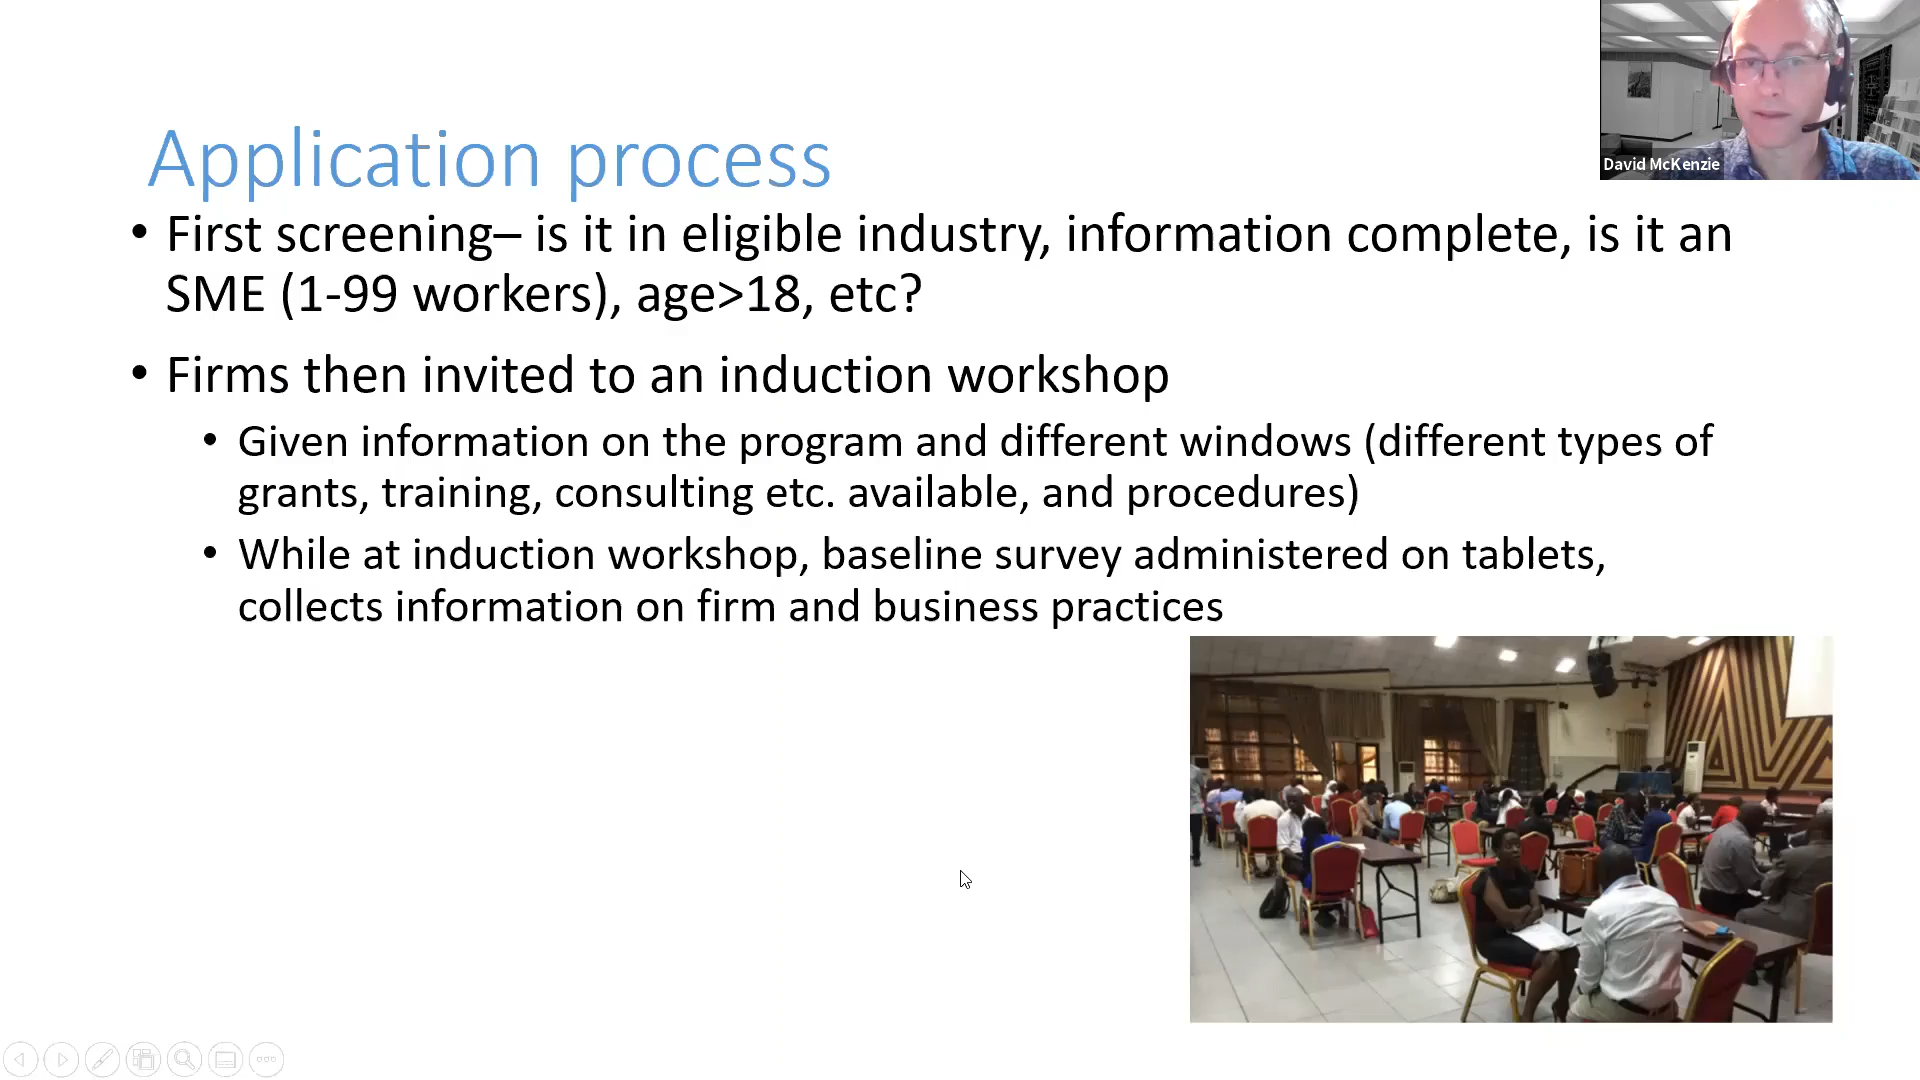 David McKenzie
Application process
• First screening– is it in eligible industry, information complete, is it an
SME (1-99 workers), age>18, etc?
• Firms then invited to an induction workshop
• Given information on the program and different windows (different types of
grants, training, consulting etc. available, and procedures)
• While at induction workshop, baseline survey administered on tablets,
collects information on firm and business practices